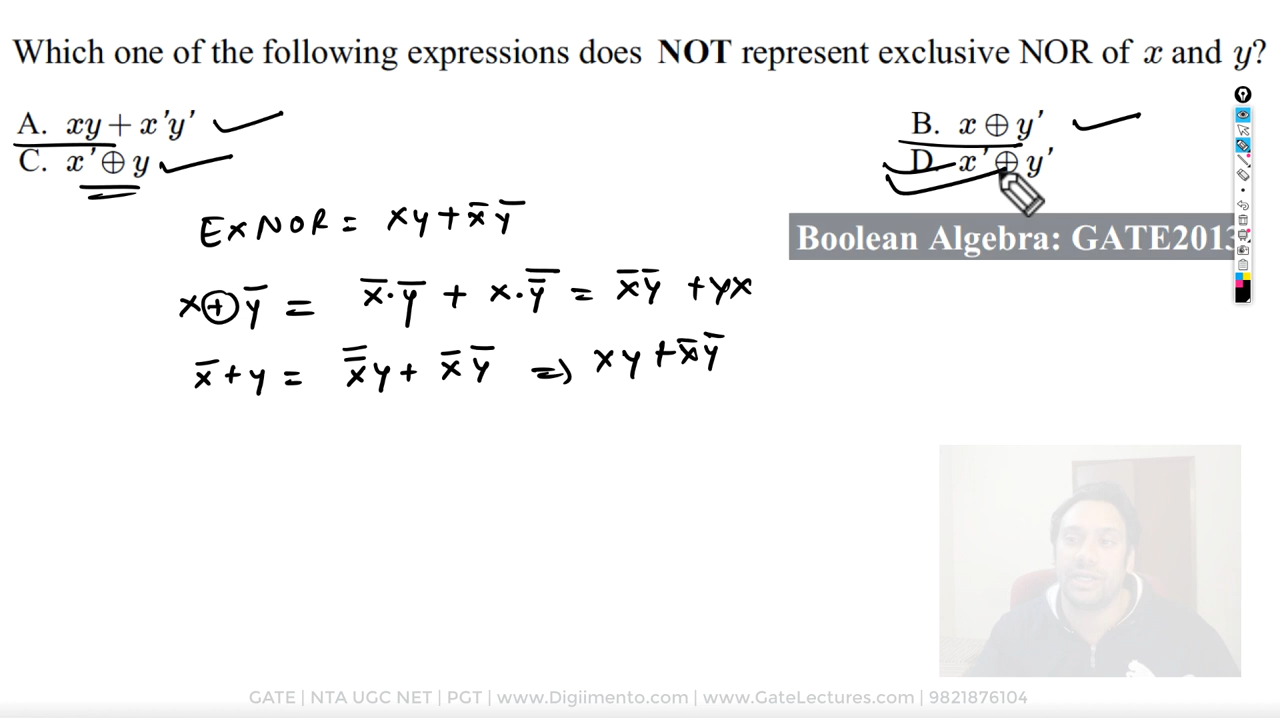 Which one of the following expressions does NOT represent exclusive NOR of x and y?
A. xy + x'y'
B. x ⊕ y'
C. x' ⊕ y
D. x' ⊕ y'
ExNOR = xy + x̅ y̅
Boolean Algebra: GATE2013
x ⊕ y̅ = x̅ · y̅ + x · y̿ = x̅ y̅ + yx
x̅ + y = x̿ y + x̅ y̅ ⇒ xy + x̅ y̅
GATE | NTA UGC NET | PGT | www.Digiimento.com | www.GateLectures.com | 9821876104